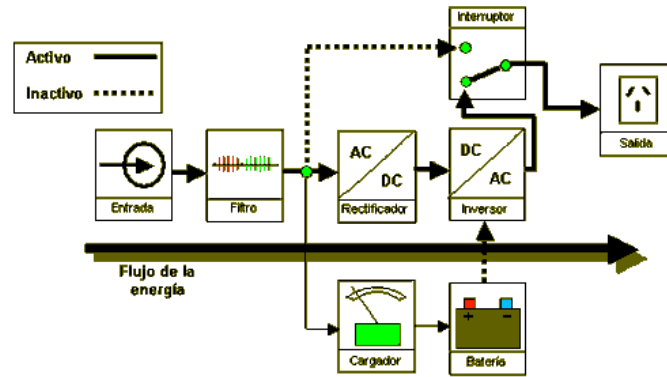 Interruptor
Activo
Inactivo
Salida
AC
DC
DC
AC
Entrada
Filtro
Rectificador
Inversor
Flujo de la
energía
+ -
Cargador
Batería